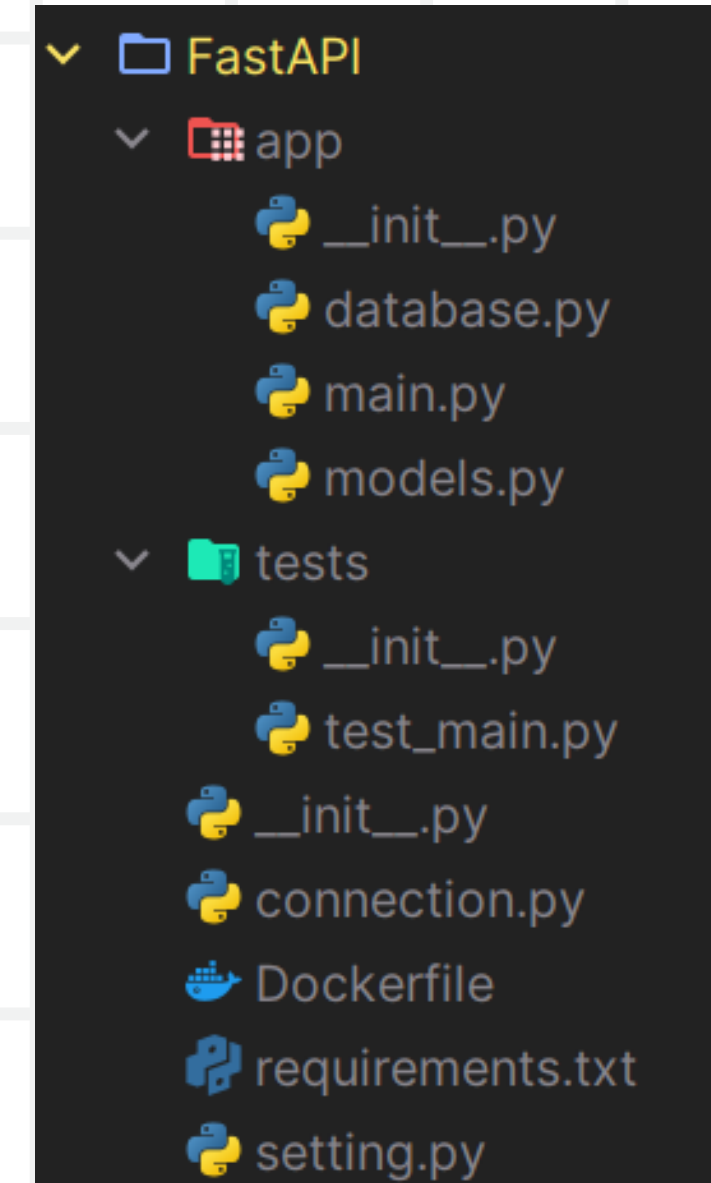 FastAPI
app
__init__.py
database.py
main.py
models.py
tests
__init__.py
test_main.py
__init__.py
connection.py
Dockerfile
requirements.txt
setting.py